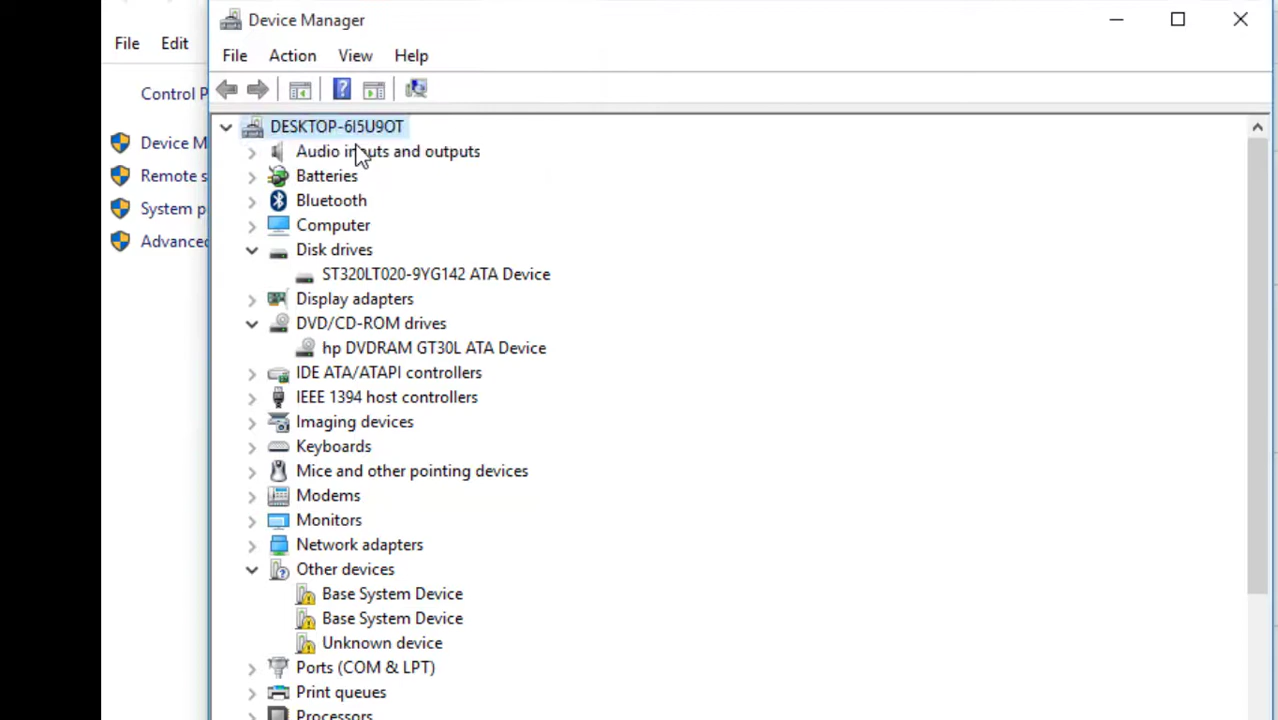 Device Manager
File Edit
File Action View Help
Control P
DESKTOP-6I5U9OT
Device M
Audio inputs and outputs
Remote s
Batteries
System p
Bluetooth
Advanced
Computer
Disk drives
ST320LT020-9YG142 ATA Device
Display adapters
DVD/CD-ROM drives
hp DVDRAM GT30L ATA Device
IDE ATA/ATAPI controllers
IEEE 1394 host controllers
Imaging devices
Keyboards
Mice and other pointing devices
Modems
Monitors
Network adapters
Other devices
Base System Device
Base System Device
Unknown device
Ports (COM & LPT)
Print queues
Processors